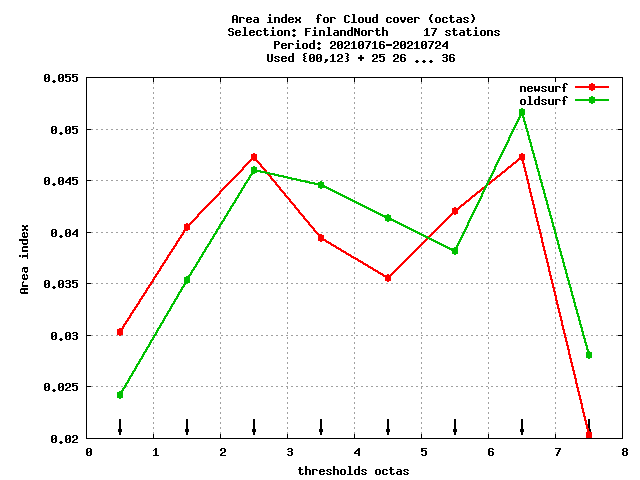 Area index  for Cloud cover (octas)
Selection: FinlandNorth     17 stations
Period: 20210716-20210724
Used {00,12} + 25 26 ... 36
newsurf
oldsurf
0.055
0.05
0.045
0.04
0.035
0.03
0.025
0.02
Area index
0 1 2 3 4 5 6 7 8
thresholds octas